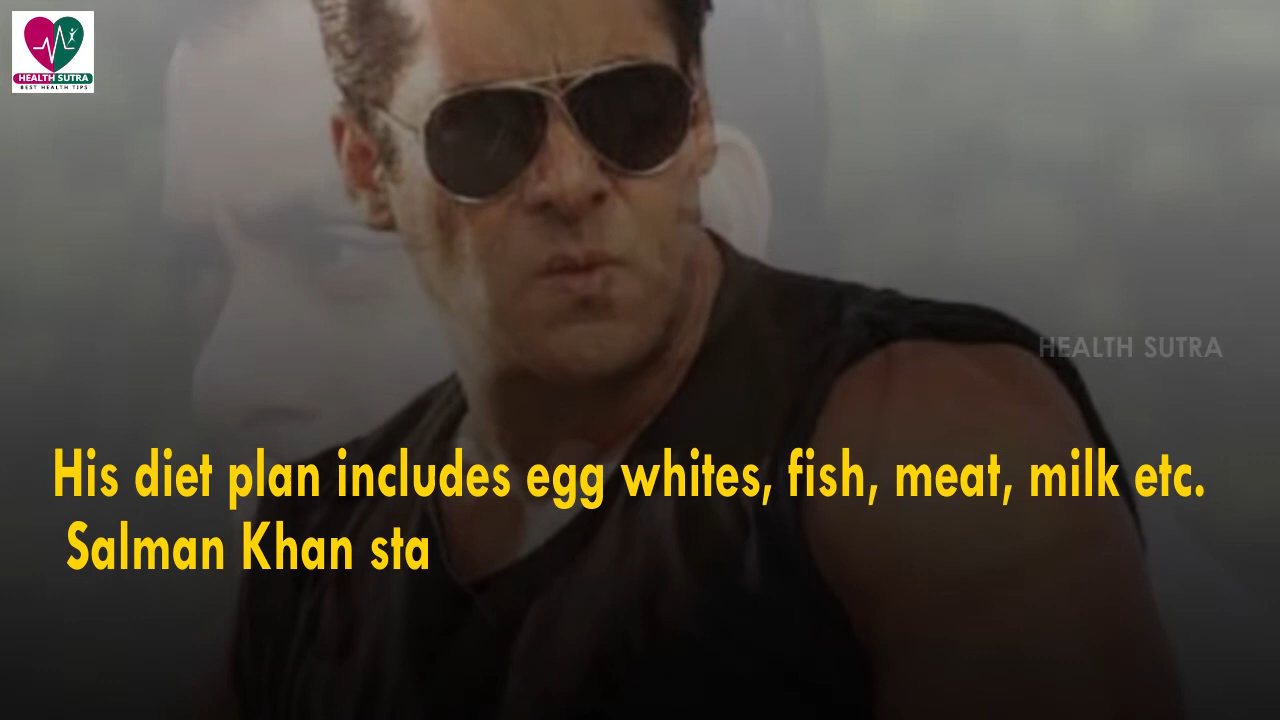 HEALTH SUTRA
BEST HEALTH TIPS
HEALTH SUTRA
His diet plan includes egg whites, fish, meat, milk etc.
Salman Khan sta